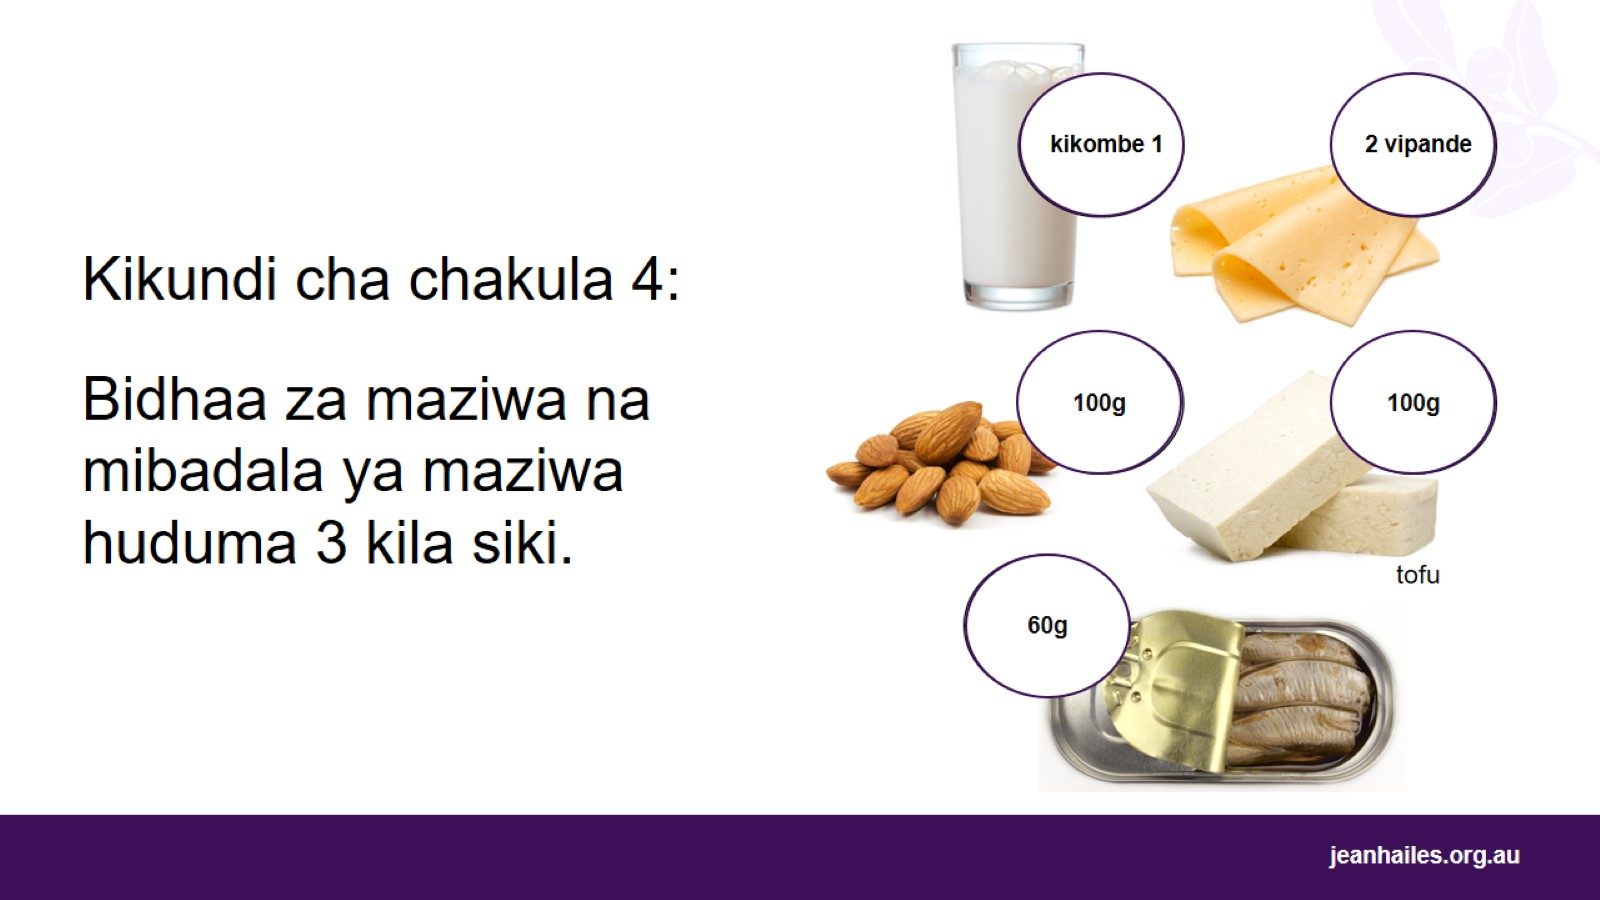 Kikundi cha chakula 4:
Bidhaa za maziwa na
mibadala ya maziwa
huduma 3 kila siki.
kikombe 1
2 vipande
100g
100g
tofu
60g
jeanhailes.org.au